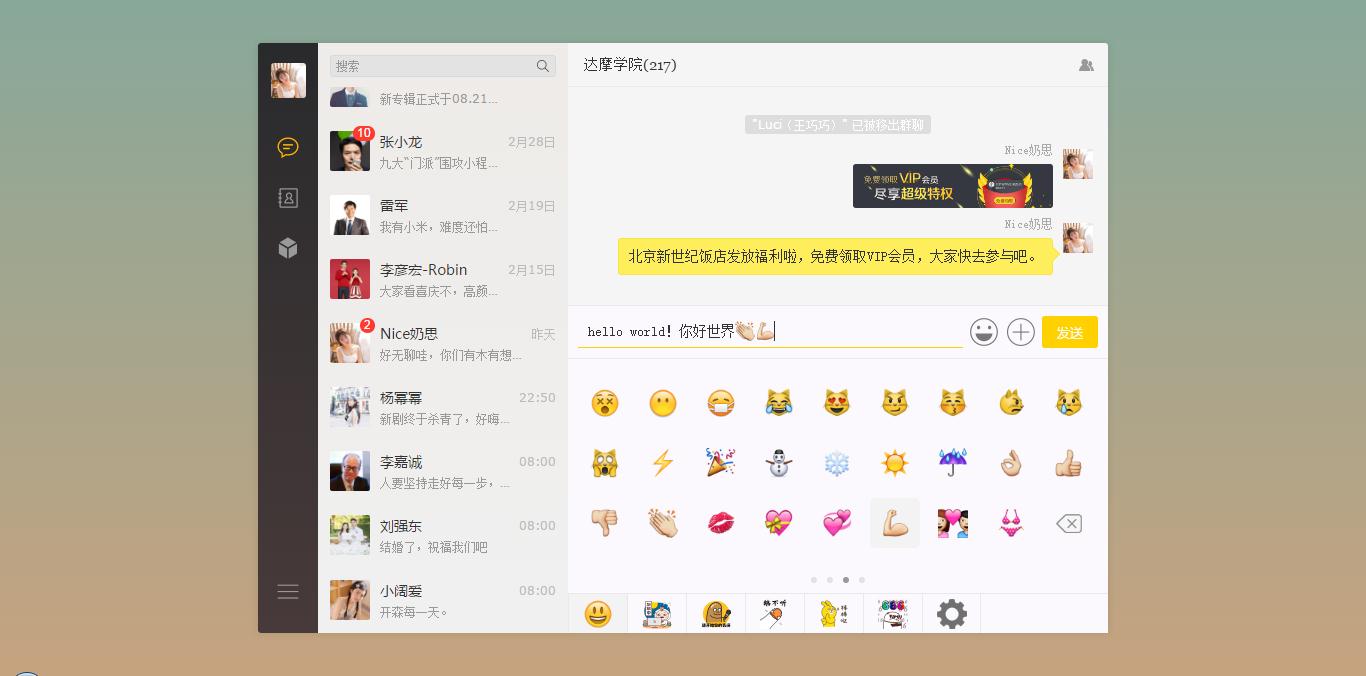 搜索
新专辑正式于08.21...
10
张小龙
2月28日
九大“门派”围攻小程...
雷军
2月19日
我有小米，难度还怕...
李彦宏-Robin
2月15日
大家看喜庆不，高颜...
2
Nice奶思
昨天
好无聊哇，你们有木有想...
杨幂幂
22:50
新剧终于杀青了，好嗨...
李嘉诚
08:00
人要坚持走好每一步，...
刘强东
08:00
结婚了，祝福我们吧
小阔爱
08:00
开森每一天。
达摩学院(217)
"Luci（王巧巧）" 已被移出群聊
Nice奶思
免费领取VIP会员
尽享超级特权
Nice奶思
北京新世纪饭店发放福利啦，免费领取VIP会员，大家快去参与吧。
hello world! 你好世界👏💪
发送